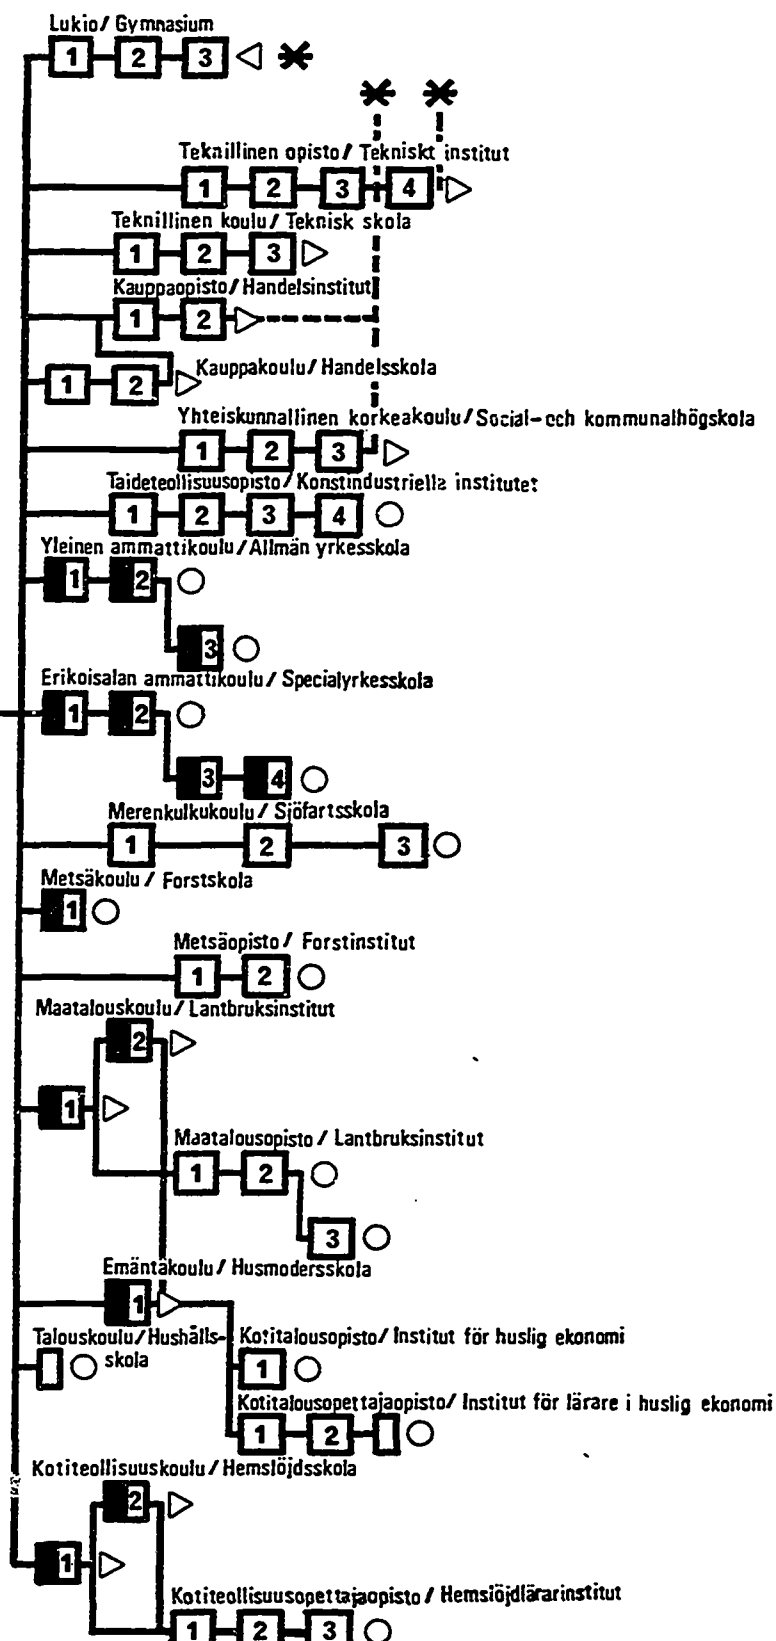 Lukio / Gymnasium
1 2 3
Teknillinen opisto / Tekniskt institut
1 2 3 4
Teknillinen koulu / Teknisk skola
1 2 3
Kauppaopisto / Handelsinstitut
1 2
Kauppakoulu / Handelsskola
1 2
Yhteiskunnallinen korkeakoulu / Social- och kommunalhögskola
1 2 3
Taideteollisuusopisto / Konstindustriella institutet
1 2 3 4
Yleinen ammattikoulu / Allmän yrkesskola
1 2
3
Erikoisalan ammattikoulu / Specialyrkesskola
1 2
3 4
Merenkulkukoulu / Sjöfartsskola
1 2 3
Metsäkoulu / Forstskola
1
Metsäopisto / Forstinstitut
1 2
Maatalouskoulu / Lantbruksinstitut
2
1
Maatalousopisto / Lantbruksinstitut
1 2
3
Emäntäkoulu / Husmodersskola
1
Talouskoulu / Hushålls-
skola
Kotitalousopisto / Institut för huslig ekonomi
1
Kotitalousopettajaopisto / Institut för lärare i huslig ekonomi
1 2
Kotiteollisuuskoulu / Hemslöjdsskola
2
1
Kotiteollisuusopettajaopisto / Hemslöjdlärarinstitut
1 2 3